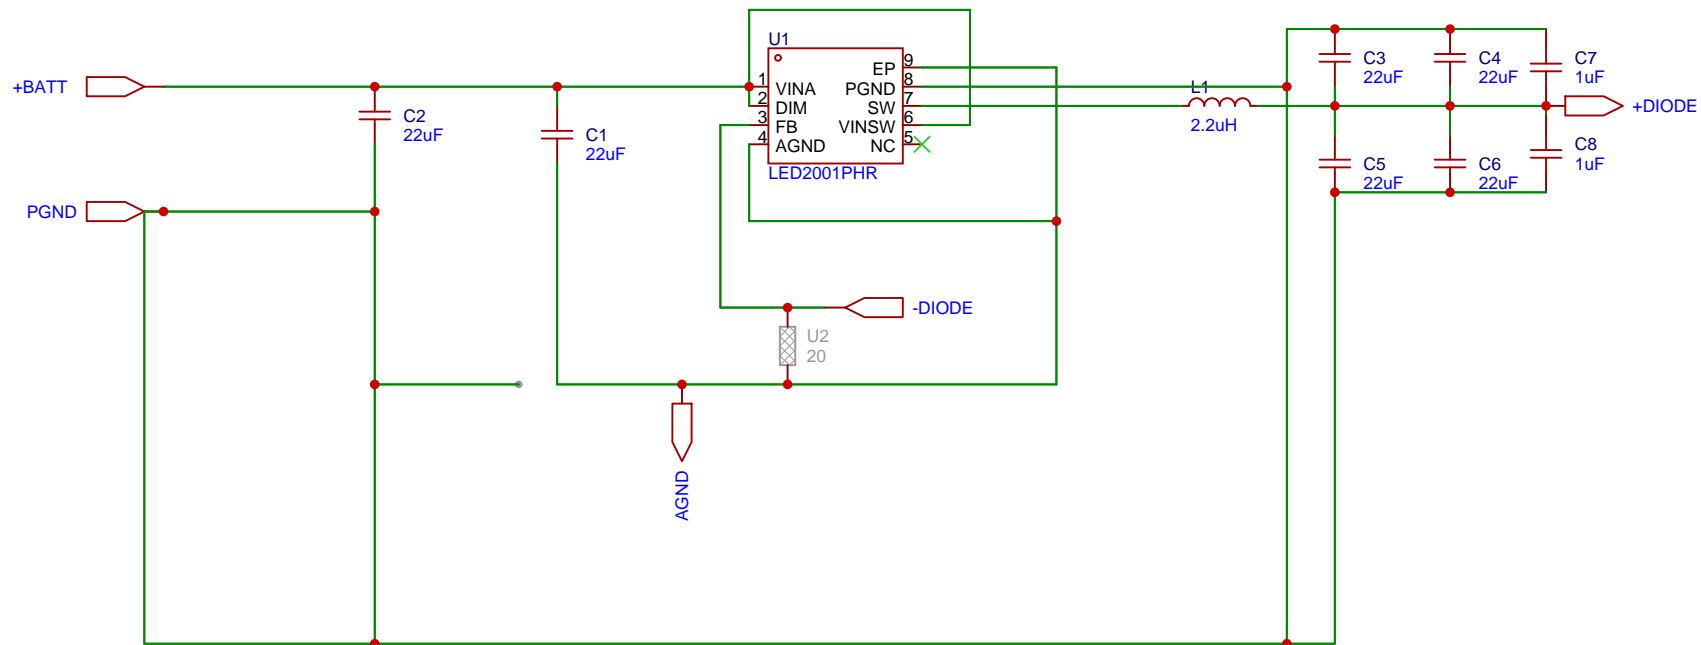 +BATT
PGND
C2
22uF
C1
22uF
U1
1
2
3
4
VINA
DIM
FB
AGND
EP
PGND
SW
VINSW
NC
9
8
7
6
5
LED2001PHR
-DIODE
U2
20
AGND
L1
2.2uH
C3
22uF
C4
22uF
C7
1uF
+DIODE
C5
22uF
C6
22uF
C8
1uF